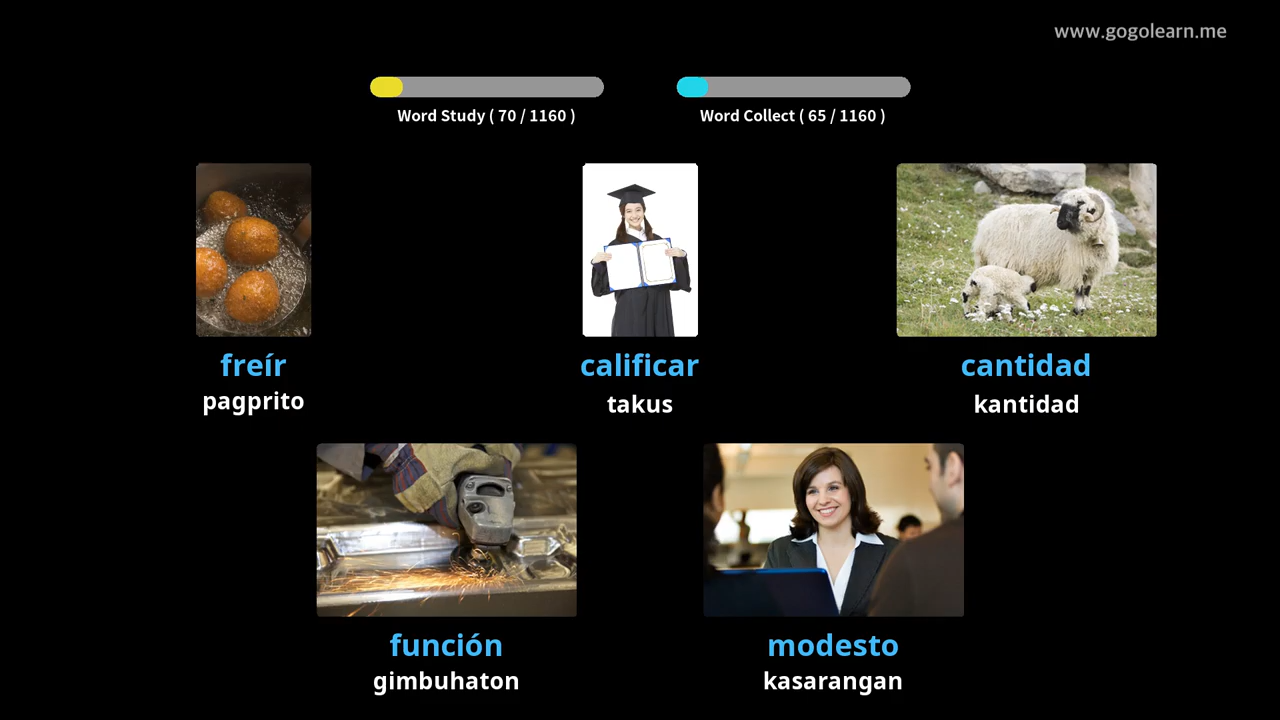 www.gogolearn.me
Word Study ( 70 / 1160 )
Word Collect ( 65 / 1160 )
freír
pagprito
calificar
takus
cantidad
kantidad
función
gimbuhaton
modesto
kasarangan